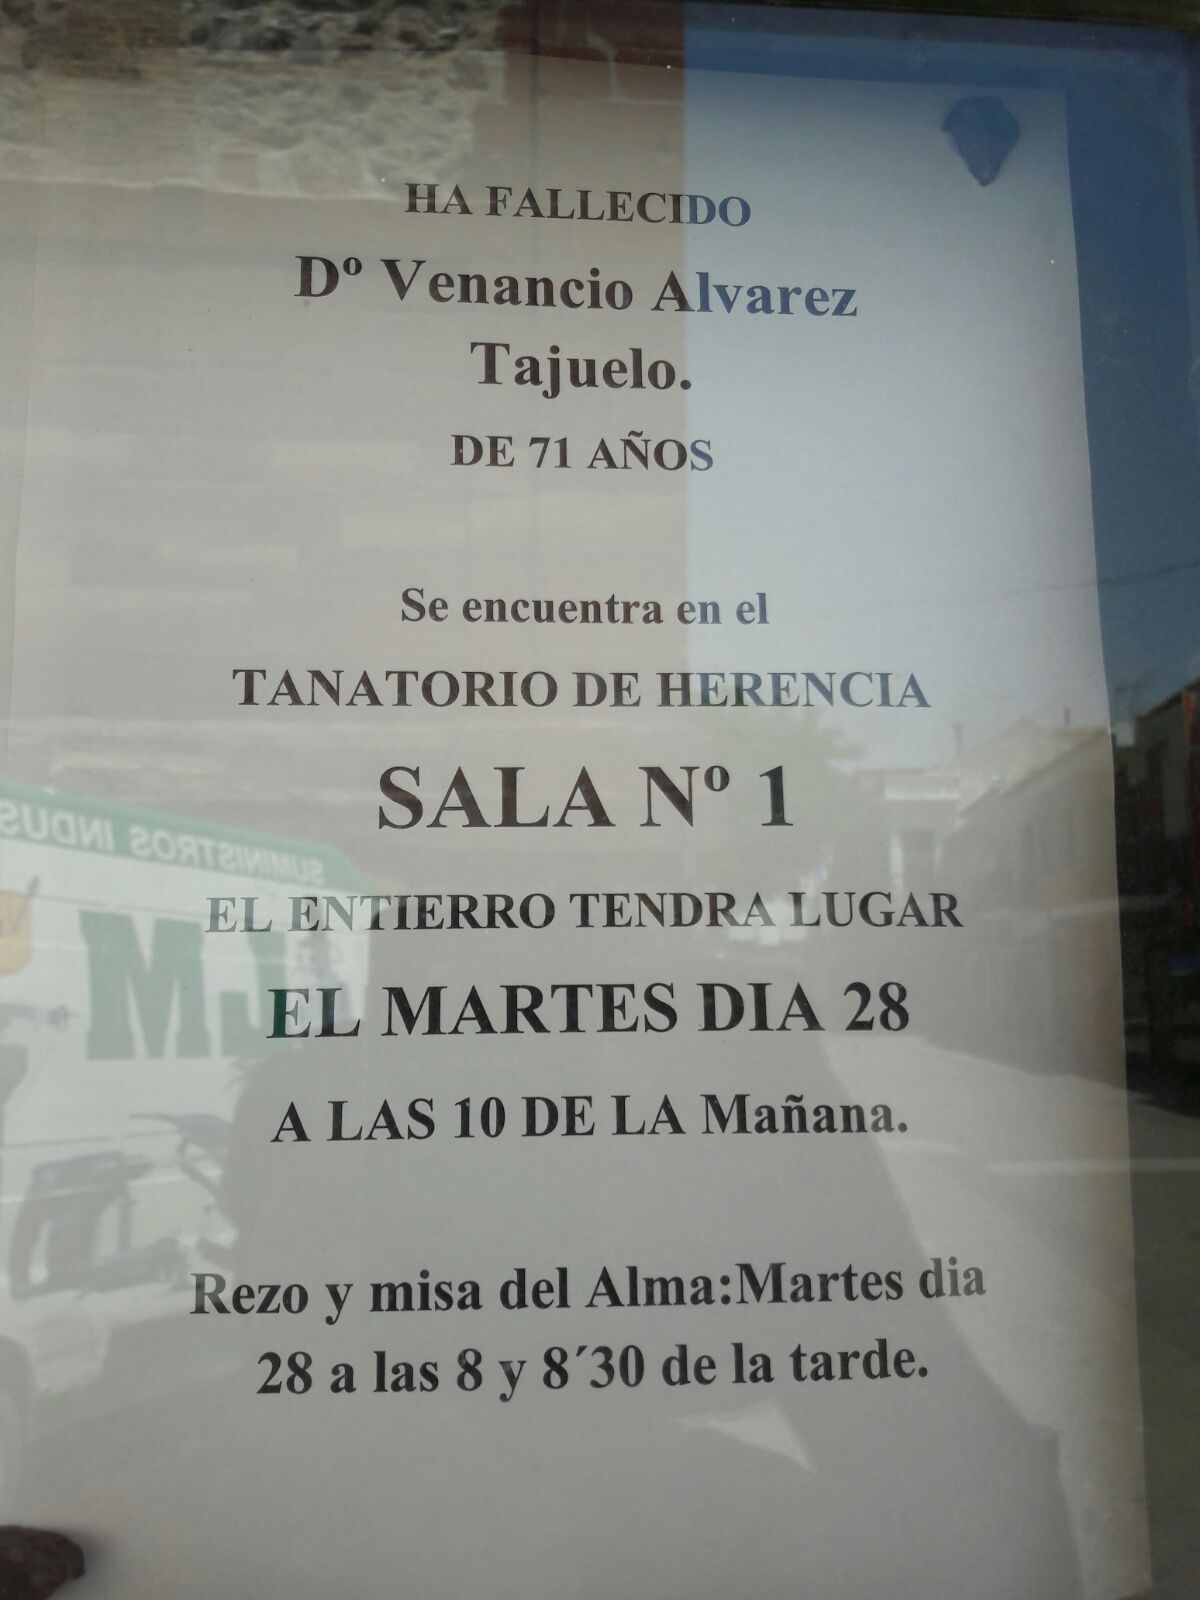 HA FALLECIDO
Dº Venancio Alvarez
Tajuelo.
DE 71 AÑOS
Se encuentra en el
TANATORIO DE HERENCIA
SALA Nº 1
EL ENTIERRO TENDRA LUGAR
EL MARTES DIA 28
A LAS 10 DE LA Mañana.
Rezo y misa del Alma:Martes dia
28 a las 8 y 8´30 de la tarde.
SUMINISTROS INDUS